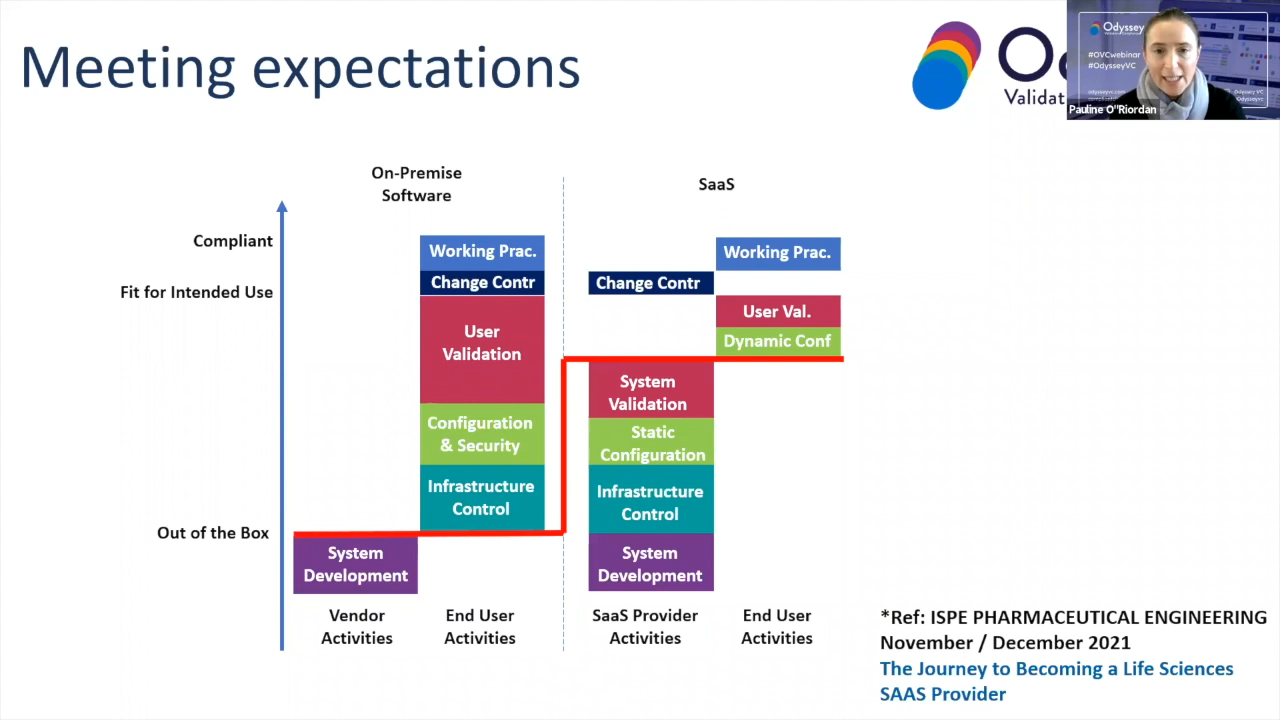 Meeting expectations
Odyssey
#OVCwebinar
#OdysseyVC
Pauline O"Riordan
On-Premise
Software
SaaS
Compliant
Fit for Intended Use
Out of the Box
Working Prac.
Change Contr
User
Validation
Configuration
& Security
Infrastructure
Control
System
Development
Change Contr
System
Validation
Static
Configuration
Infrastructure
Control
System
Development
Working Prac.
User Val.
Dynamic Conf
Vendor
Activities
End User
Activities
SaaS Provider
Activities
End User
Activities
*Ref: ISPE PHARMACEUTICAL ENGINEERING
November / December 2021
The Journey to Becoming a Life Sciences
SAAS Provider